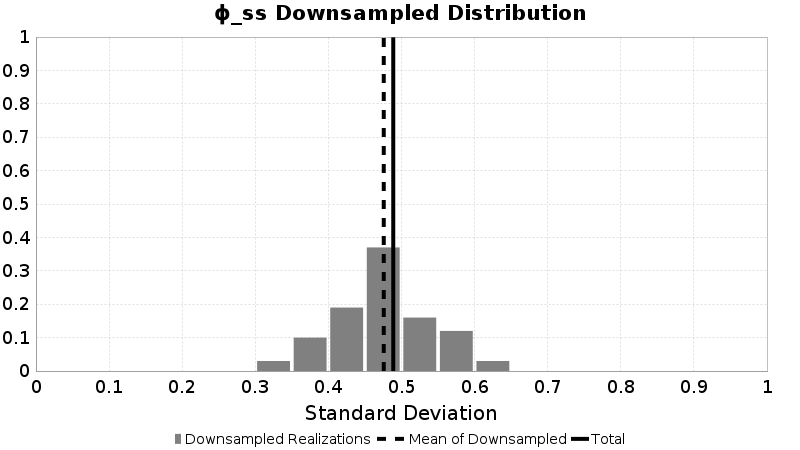 ϕ_ss Downsampled Distribution
1
0.9
0.8
0.7
0.6
0.5
0.4
0.3
0.2
0.1
0
0 0.1 0.2 0.3 0.4 0.5 0.6 0.7 0.8 0.9 1
Standard Deviation
Downsampled Realizations Mean of Downsampled Total